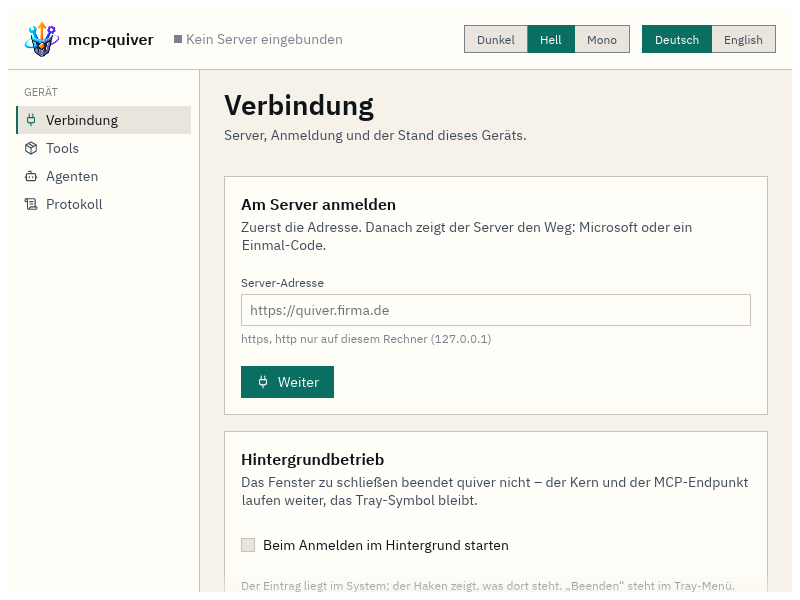 mcp-quiver
Kein Server eingebunden
Dunkel
Hell
Mono
Deutsch
English
GERÄT
Verbindung
Tools
Agenten
Protokoll
Verbindung
Server, Anmeldung und der Stand dieses Geräts.
Am Server anmelden
Zuerst die Adresse. Danach zeigt der Server den Weg: Microsoft oder ein
Einmal-Code.
Server-Adresse
https://quiver.firma.de
https, http nur auf diesem Rechner (127.0.0.1)
Weiter
Hintergrundbetrieb
Das Fenster zu schließen beendet quiver nicht – der Kern und der MCP-Endpunkt
laufen weiter, das Tray-Symbol bleibt.
Beim Anmelden im Hintergrund starten
Der Eintrag liegt im System; der Haken zeigt, was dort steht. „Beenden“ steht im Tray-Menü.